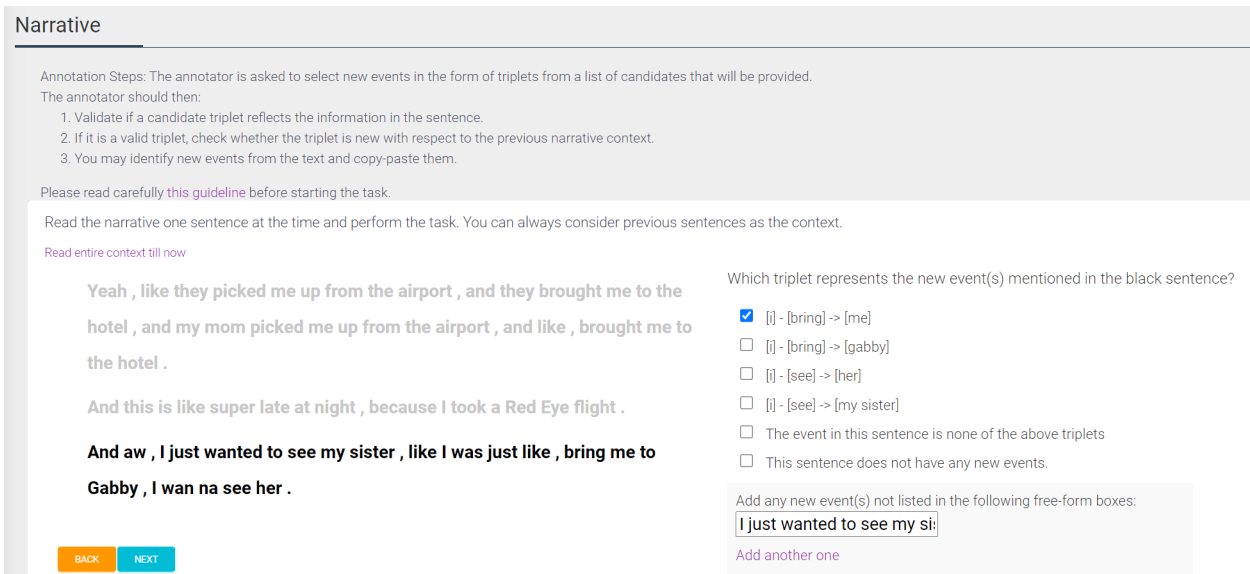 Narrative
Annotation Steps: The annotator is asked to select new events in the form of triplets from a list of candidates that will be provided.
The annotator should then:
1. Validate if a candidate triplet reflects the information in the sentence.
2. If it is a valid triplet, check whether the triplet is new with respect to the previous narrative context.
3. You may identify new events from the text and copy-paste them.
Please read carefully this guideline before starting the task.
Read the narrative one sentence at the time and perform the task. You can always consider previous sentences as the context.
Read entire context till now
Yeah , like they picked me up from the airport , and they brought me to the
hotel , and my mom picked me up from the airport , and like , brought me to
the hotel .
And this is like super late at night , because I took a Red Eye flight .
And aw , I just wanted to see my sister , like I was just like , bring me to
Gabby , I wan na see her .
BACK NEXT
Which triplet represents the new event(s) mentioned in the black sentence?
[i] - [bring] -> [me]
[i] - [bring] -> [gabby]
[i] - [see] -> [her]
[i] - [see] -> [my sister]
The event in this sentence is none of the above triplets
This sentence does not have any new events.
Add any new event(s) not listed in the following free-form boxes:
I just wanted to see my si
Add another one